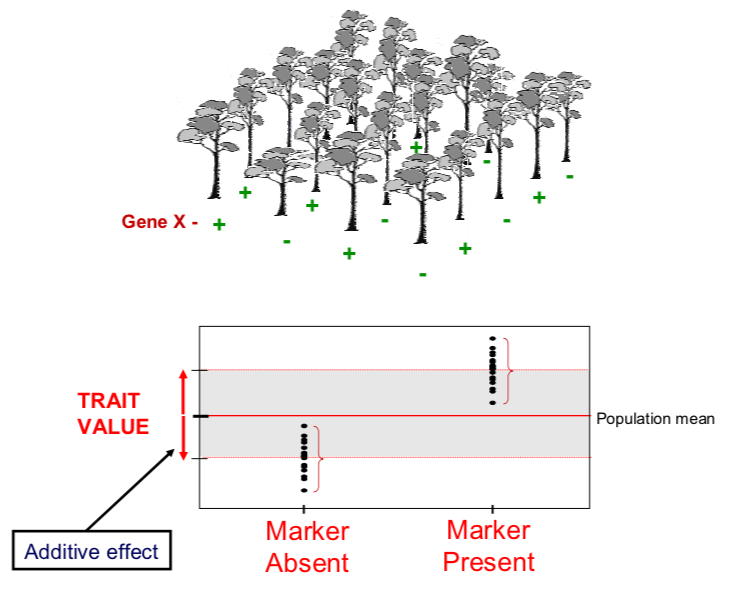 +
-
+
-
Gene X -
+
+
+
-
+
-
-
+
+
-
TRAIT
VALUE
Population mean
Additive effect
Marker
Absent
Marker
Present